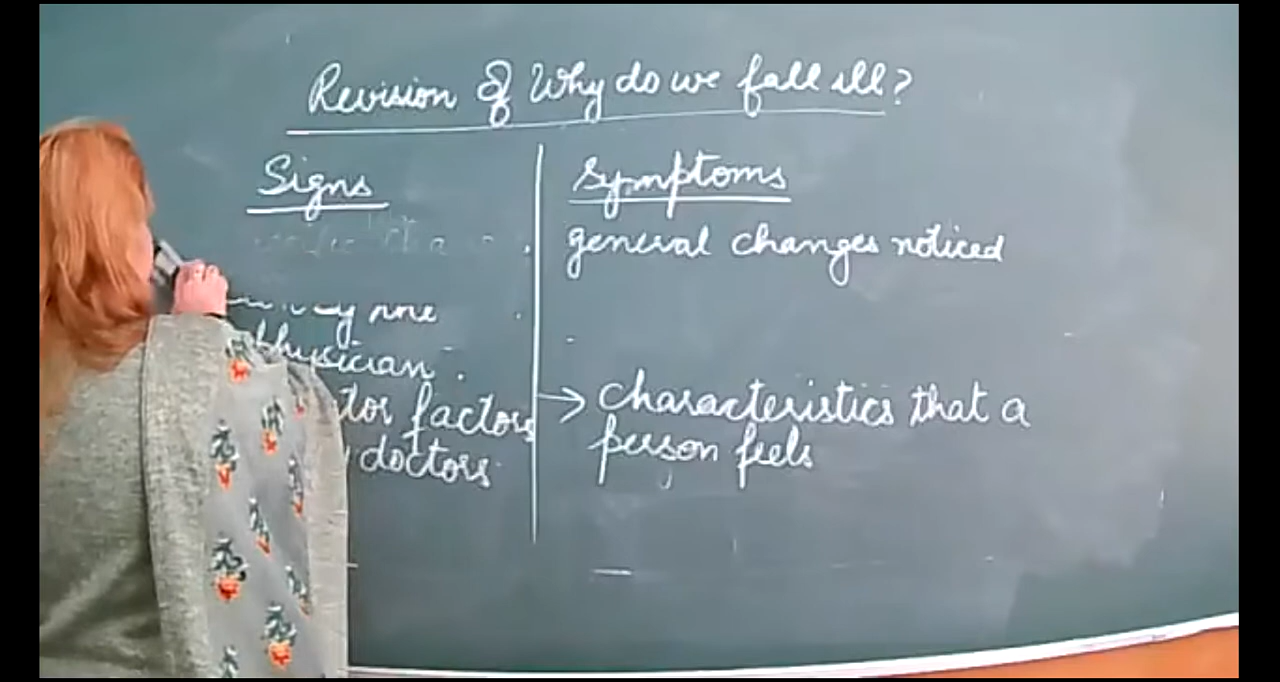 Revision of Why do we fall ill?
Signs
physician.
factors
doctors.
Symptoms
general changes noticed
→ characteristics that a
person feels